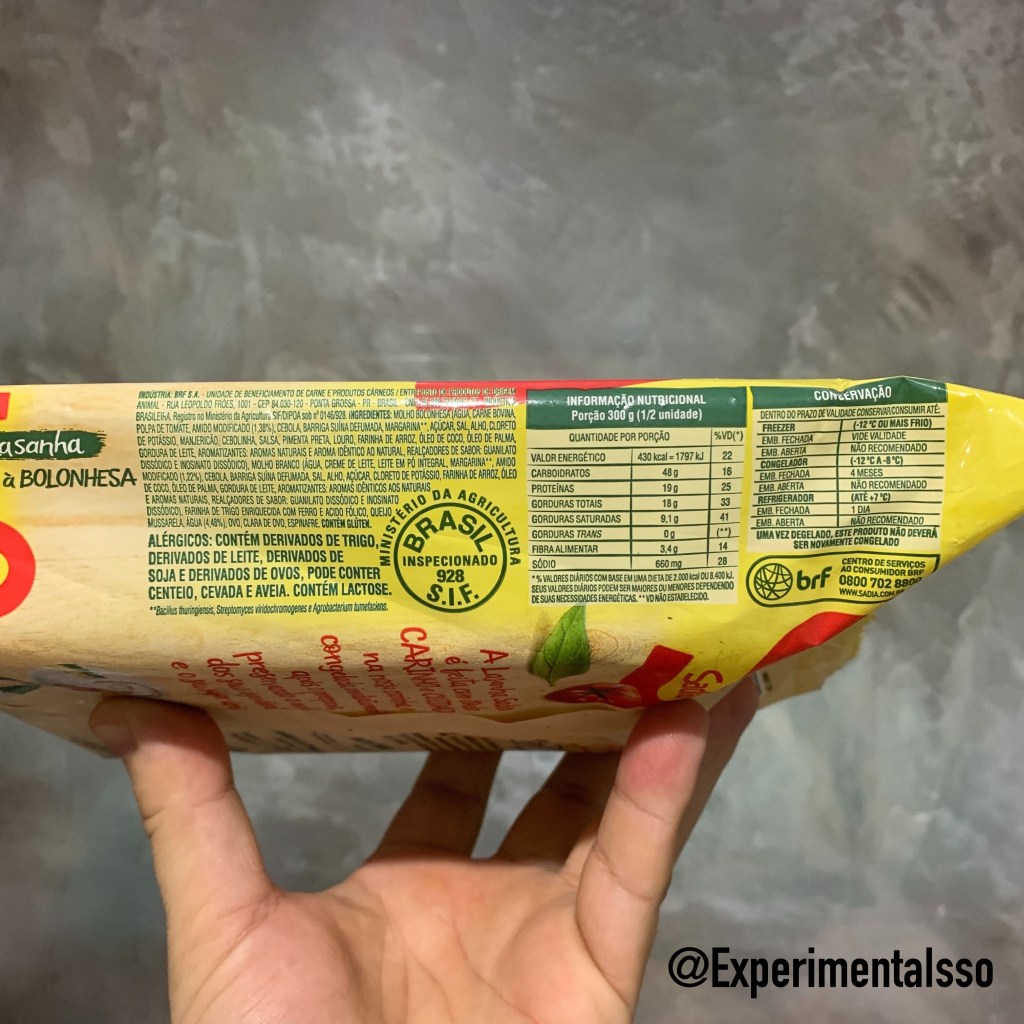 asanha
à BOLONHESA
INDÚSTRIA: BRF S.A. - UNIDADE DE BENEFICIAMENTO DE CARNE E PRODUTOS CÁRNEOS / ENTREPOSTO DE PRODUTOS DE ORIGEM
ANIMAL - RUA LEOPOLDO FRÓES, 1001 - CEP 84.030-120 - PONTA GROSSA - PR - BRASIL
BRASILEIRA, Registro no Ministério da Agricultura SIF/DIPOA sob nº 0146/928. INGREDIENTES: MOLHO BOLONHESA (ÁGUA, CARNE BOVINA,
POLPA DE TOMATE, AMIDO MODIFICADO (1,38%), CEBOLA, BARRIGA SUÍNA DEFUMADA, MARGARINA**, AÇÚCAR, SAL, ALHO, CLORETO
DE POTÁSSIO, MANJERICÃO, CEBOLINHA, SALSA, PIMENTA PRETA, LOURO, FARINHA DE ARROZ, ÓLEO DE COCO, ÓLEO DE PALMA,
GORDURA DE LEITE, AROMATIZANTES: AROMAS NATURAIS E AROMA IDÊNTICO AO NATURAL, REALÇADORES DE SABOR: GUANILATO
DISSÓDICO E INOSINATO DISSÓDICO), MOLHO BRANCO (ÁGUA, CREME DE LEITE, LEITE EM PÓ INTEGRAL, MARGARINA**, AMIDO
MODIFICADO (1,22%), CEBOLA, BARRIGA SUÍNA DEFUMADA, SAL, ALHO, AÇÚCAR, CLORETO DE POTÁSSIO, FARINHA DE ARROZ, ÓLEO
DE COCO, ÓLEO DE PALMA, GORDURA DE LEITE, AROMATIZANTES: AROMAS IDÊNTICOS AOS NATURAIS
E AROMAS NATURAIS, REALÇADORES DE SABOR: GUANILATO DISSÓDICO E INOSINATO
DISSÓDICO), FARINHA DE TRIGO ENRIQUECIDA COM FERRO E ÁCIDO FÓLICO, QUEIJO
MUSSARELA, ÁGUA (4,48%), OVO, CLARA DE OVO, ESPINAFRE. CONTÉM GLÚTEN.
ALÉRGICOS: CONTÉM DERIVADOS DE TRIGO,
DERIVADOS DE LEITE, DERIVADOS DE
SOJA E DERIVADOS DE OVOS, PODE CONTER
CENTEIO, CEVADA E AVEIA. CONTÉM LACTOSE.
**Bacillus thuringiensis, Streptomyces viridochromogenes e Agrobacterium tumefaciens.
MINISTÉRIO DA AGRICULTURA
BRASIL
INSPECIONADO
928
S.I.F.
INFORMAÇÃO NUTRICIONAL
Porção 300 g (1/2 unidade)
QUANTIDADE POR PORÇÃO %VD(*)
VALOR ENERGÉTICO 430 kcal = 1797 kJ 22
CARBOIDRATOS 48 g 16
PROTEÍNAS 19 g 25
GORDURAS TOTAIS 18 g 33
GORDURAS SATURADAS 9,1 g 41
GORDURAS TRANS 0 g (**)
FIBRA ALIMENTAR 3,4 g 14
SÓDIO 660 mg 28
*% VALORES DIÁRIOS COM BASE EM UMA DIETA DE 2.000 kcal OU 8.400 kJ.
SEUS VALORES DIÁRIOS PODEM SER MAIORES OU MENORES DEPENDENDO
DE SUAS NECESSIDADES ENERGÉTICAS. ** VD NÃO ESTABELECIDO.
CONSERVAÇÃO
DENTRO DO PRAZO DE VALIDADE CONSERVAR/CONSUMIR ATÉ:
FREEZER (-12 °C OU MAIS FRIO)
EMB. FECHADA VIDE VALIDADE
EMB. ABERTA NÃO RECOMENDADO
CONGELADOR (-12 °C A -8 °C)
EMB. FECHADA 4 MESES
EMB. ABERTA NÃO RECOMENDADO
REFRIGERADOR (ATÉ +7 °C)
EMB. FECHADA 1 DIA
EMB. ABERTA NÃO RECOMENDADO
UMA VEZ DEGELADO, ESTE PRODUTO NÃO DEVERÁ
SER NOVAMENTE CONGELADO
brf
CENTRO DE SERVIÇOS
AO CONSUMIDOR BRF
0800 702 8800
WWW.SADIA.COM
A Lasanha Sadia
CARINHO
@ExperimentaIsso